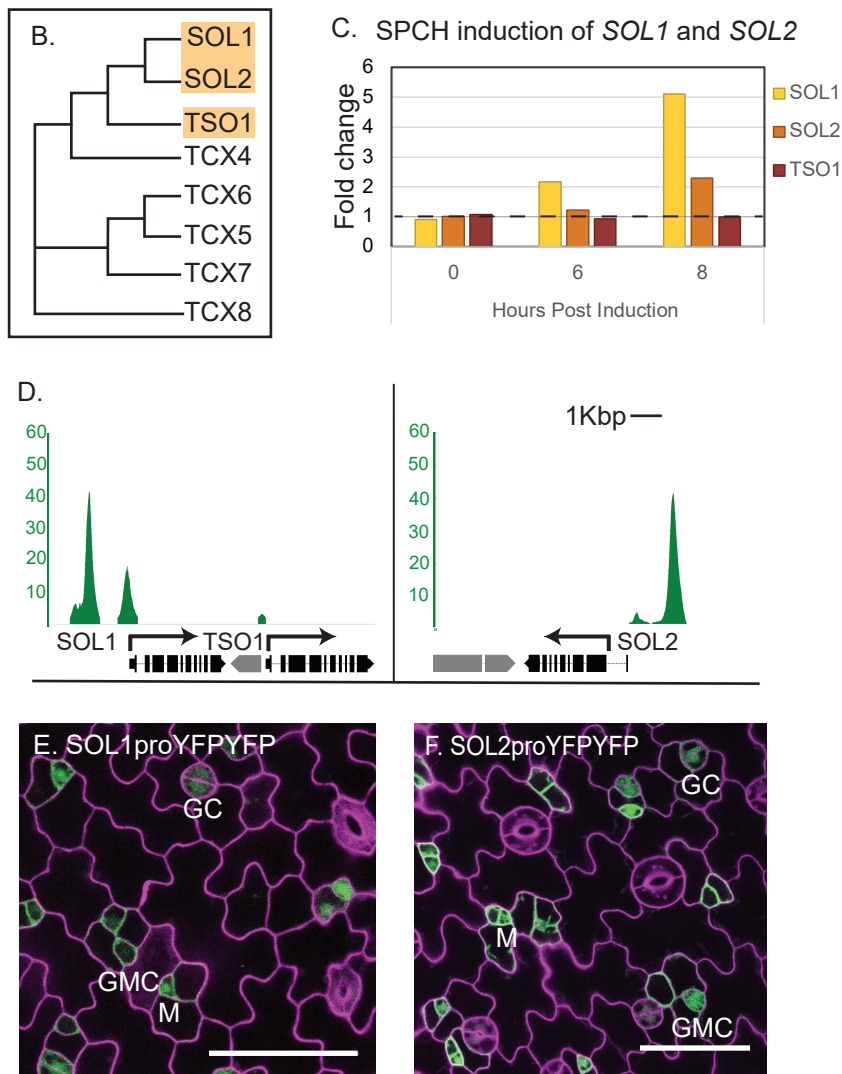 B.
SOL1
SOL2
TSO1
TCX4
TCX6
TCX5
TCX7
TCX8
C. SPCH induction of SOL1 and SOL2
Fold change
6
5
4
3
2
1
0
0 6 8
Hours Post Induction
SOL1
SOL2
TSO1
D.
60
50
40
30
20
10
SOL1 TSO1
1Kbp
60
50
40
30
20
10
SOL2
E. SOL1proYFPYFP
GC
GMC
M
F. SOL2proYFPYFP
GC
M
GMC